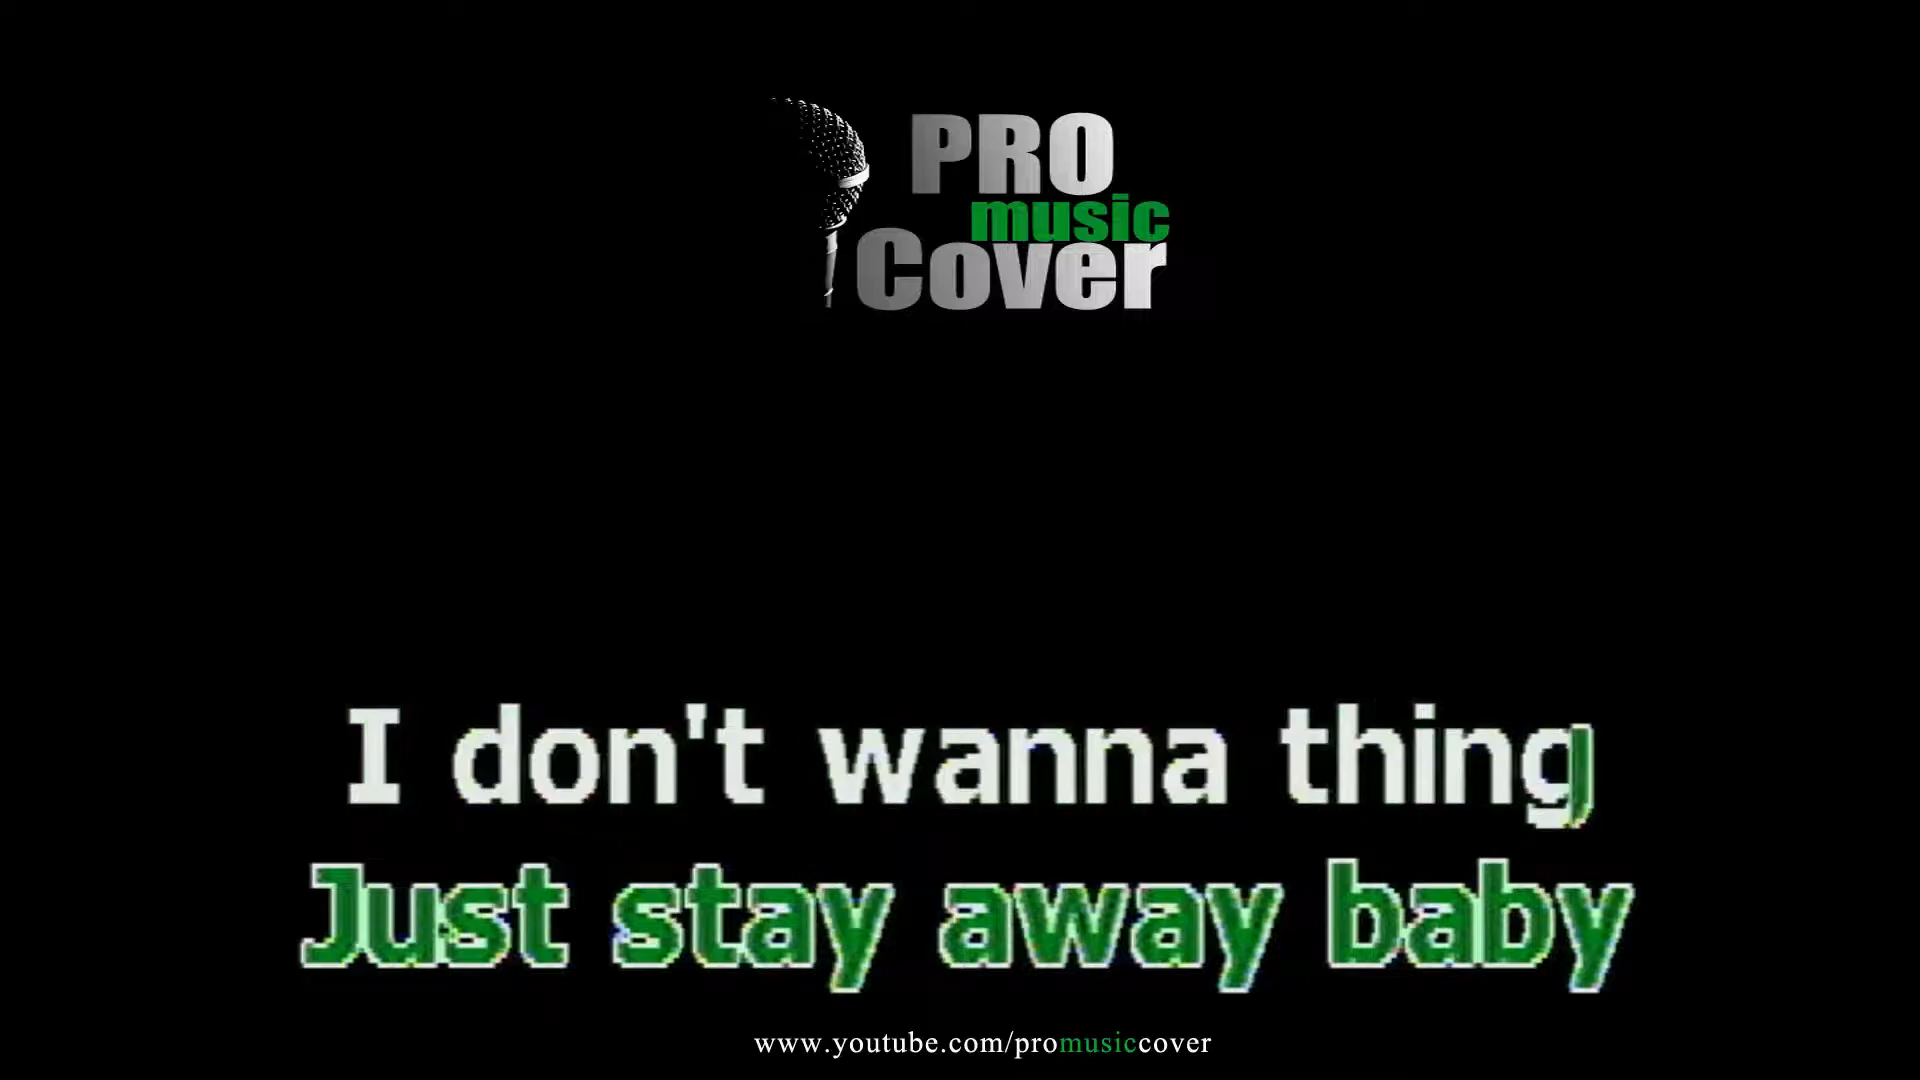 PRO
music
Cover
I don't wanna thing
Just stay away baby
www.youtube.com/promusiccover